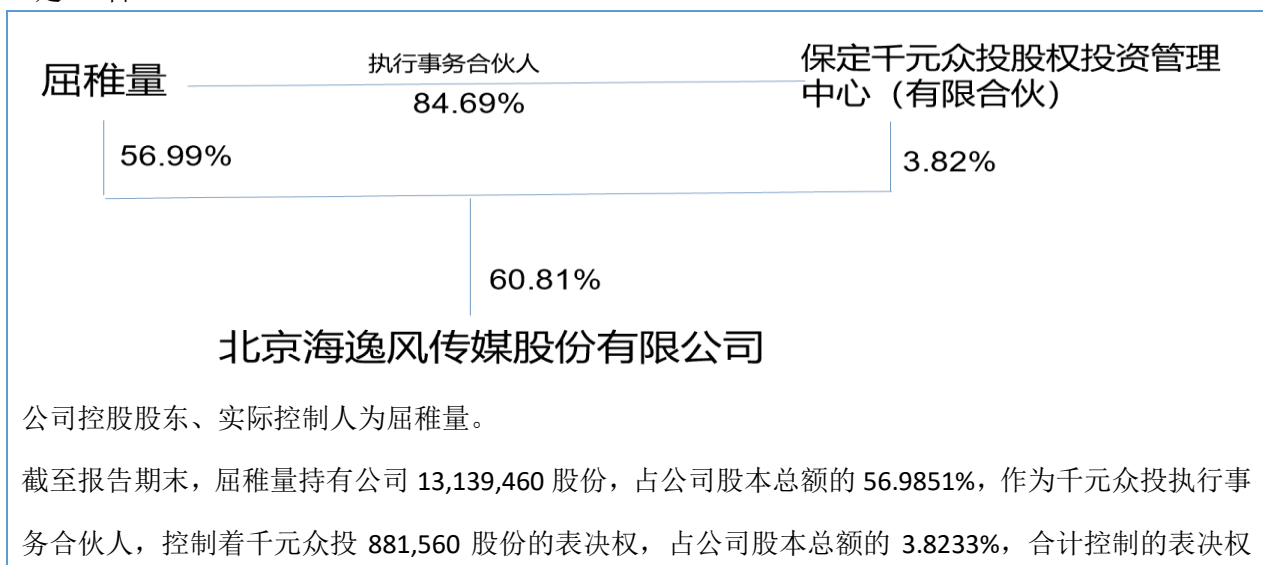 屈稚量
执行事务合伙人
84.69%
保定千元众投股权投资管理
中心（有限合伙）
56.99%
3.82%
60.81%
北京海逸风传媒股份有限公司
公司控股股东、实际控制人为屈稚量。
截至报告期末，屈稚量持有公司 13,139,460 股份，占公司股本总额的 56.9851%，作为千元众投执行事
务合伙人，控制着千元众投 881,560 股份的表决权，占公司股本总额的 3.8233%，合计控制的表决权